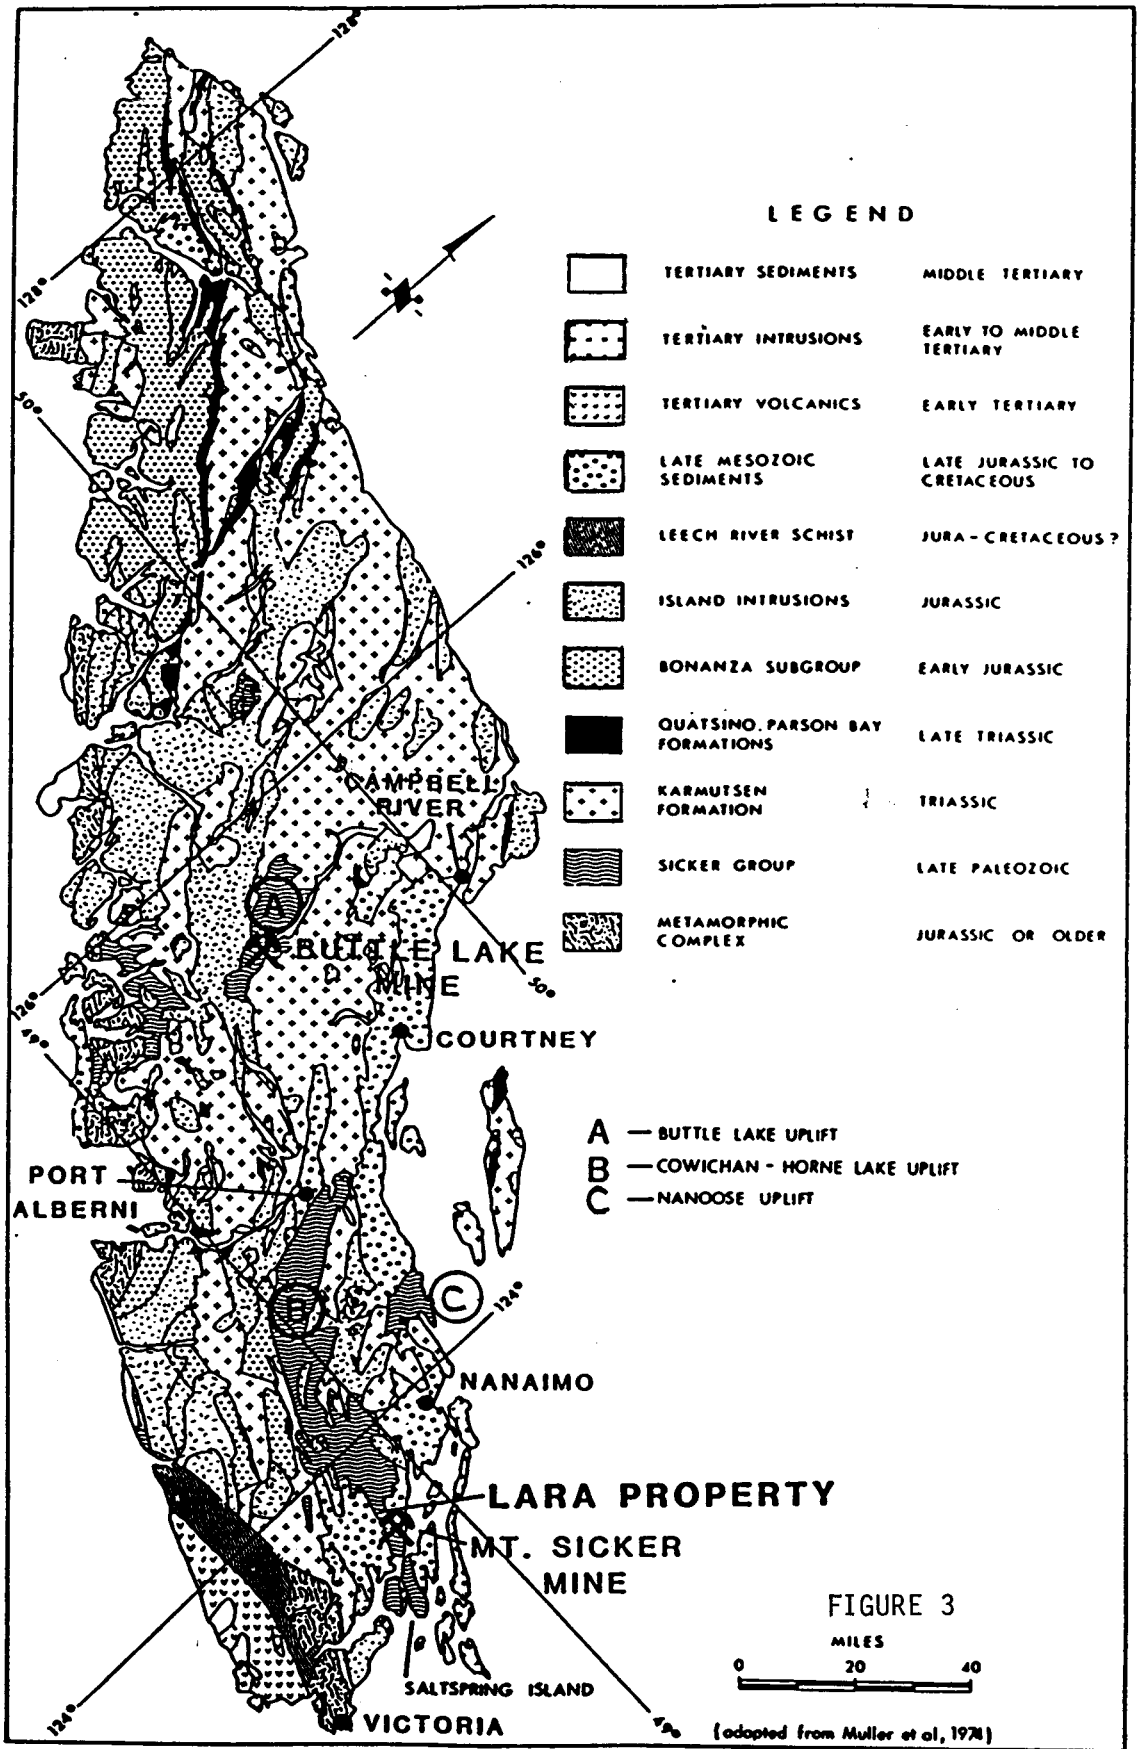 128°
LEGEND
TERTIARY SEDIMENTS MIDDLE TERTIARY
128°
TERTIARY INTRUSIONS EARLY TO MIDDLE
TERTIARY
50°
TERTIARY VOLCANICS EARLY TERTIARY
LATE MESOZOIC LATE JURASSIC TO
SEDIMENTS CRETACEOUS
LEECH RIVER SCHIST JURA-CRETACEOUS?
126°
ISLAND INTRUSIONS JURASSIC
BONANZA SUBGROUP EARLY JURASSIC
QUATSINO, PARSON BAY LATE TRIASSIC
FORMATIONS
CAMPBELL
RIVER
KARMUTSEN TRIASSIC
FORMATION
SICKER GROUP LATE PALEOZOIC
A
METAMORPHIC JURASSIC OR OLDER
COMPLEX
BUTTLE LAKE
MINE
50°
126°
49°
COURTNEY
A — BUTTLE LAKE UPLIFT
B — COWICHAN - HORNE LAKE UPLIFT
C — NANOOSE UPLIFT
PORT
ALBERNI
B
C
124°
NANAIMO
LARA PROPERTY
MT. SICKER
MINE
FIGURE 3
MILES
0 20 40
SALTSPRING ISLAND
124°
VICTORIA
49°
(adopted from Muller et al, 1974)